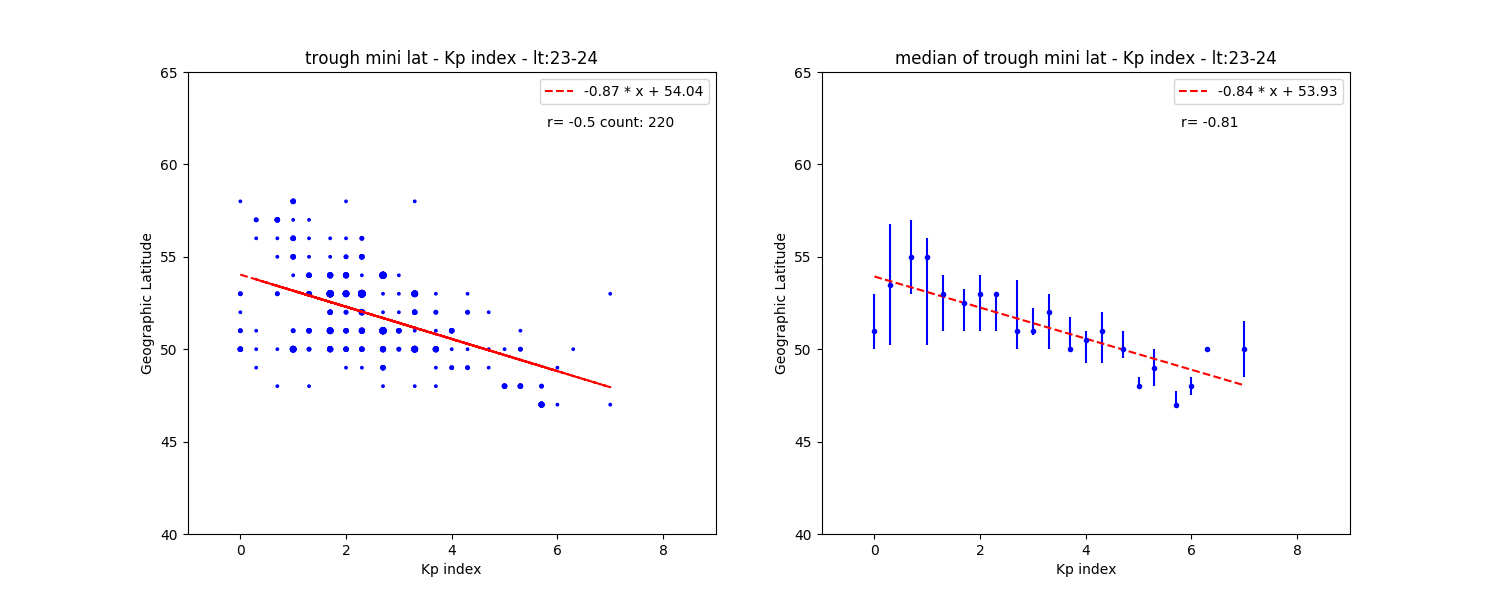 trough mini lat - Kp index - lt:23-24
-0.87 * x + 54.04
r= -0.5 count: 220
65
60
55
50
45
40
Geographic Latitude
0 2 4 6 8
Kp index
median of trough mini lat - Kp index - lt:23-24
-0.84 * x + 53.93
r= -0.81
65
60
55
50
45
40
Geographic Latitude
0 2 4 6 8
Kp index